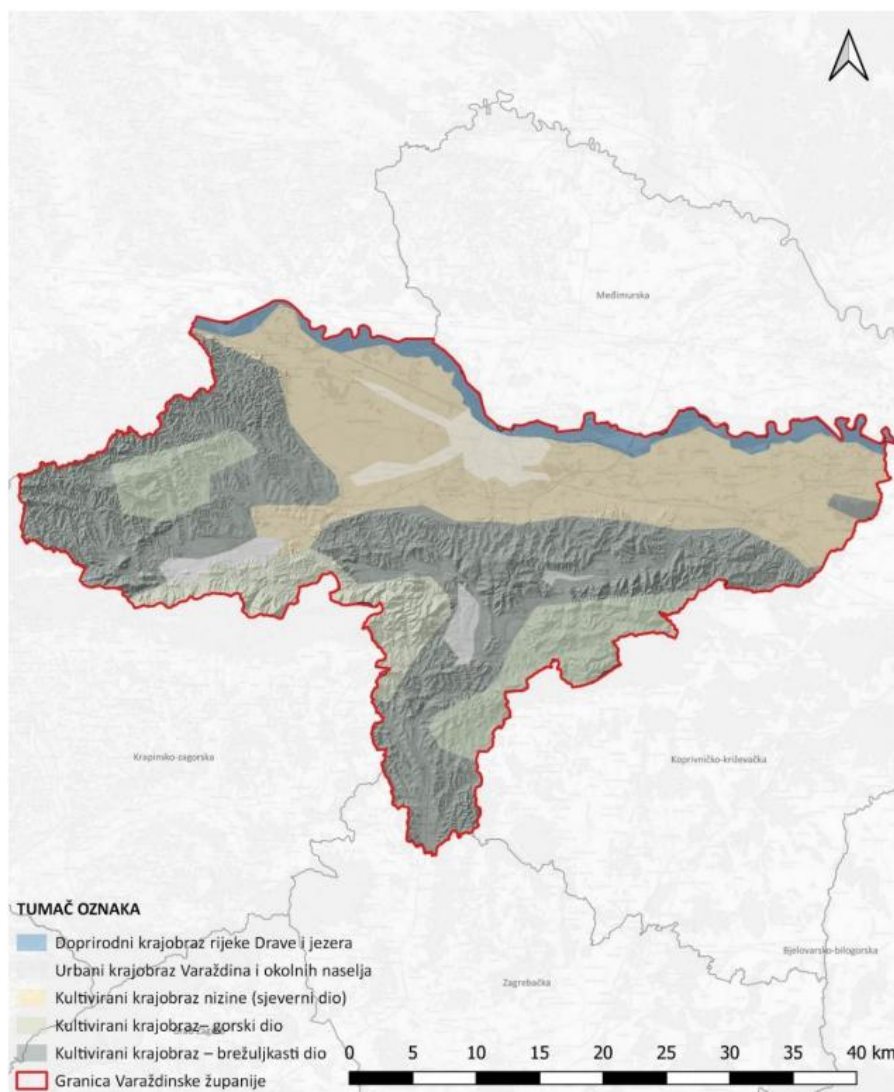 Međimurska
Krapinsko-zagorska
Koprivničko-križevačka
Bjelovarsko-bilogorska
Zagrebačka
TUMAČ OZNAKA
Doprirodni krajobraz rijeke Drave i jezera
Urbani krajobraz Varaždina i okolnih naselja
Kultivirani krajobraz nizine (sjeverni dio)
Kultivirani krajobraz– gorski dio
Kultivirani krajobraz – brežuljkasti dio
Granica Varaždinske županije
0 5 10 15 20 25 30 35 40 km